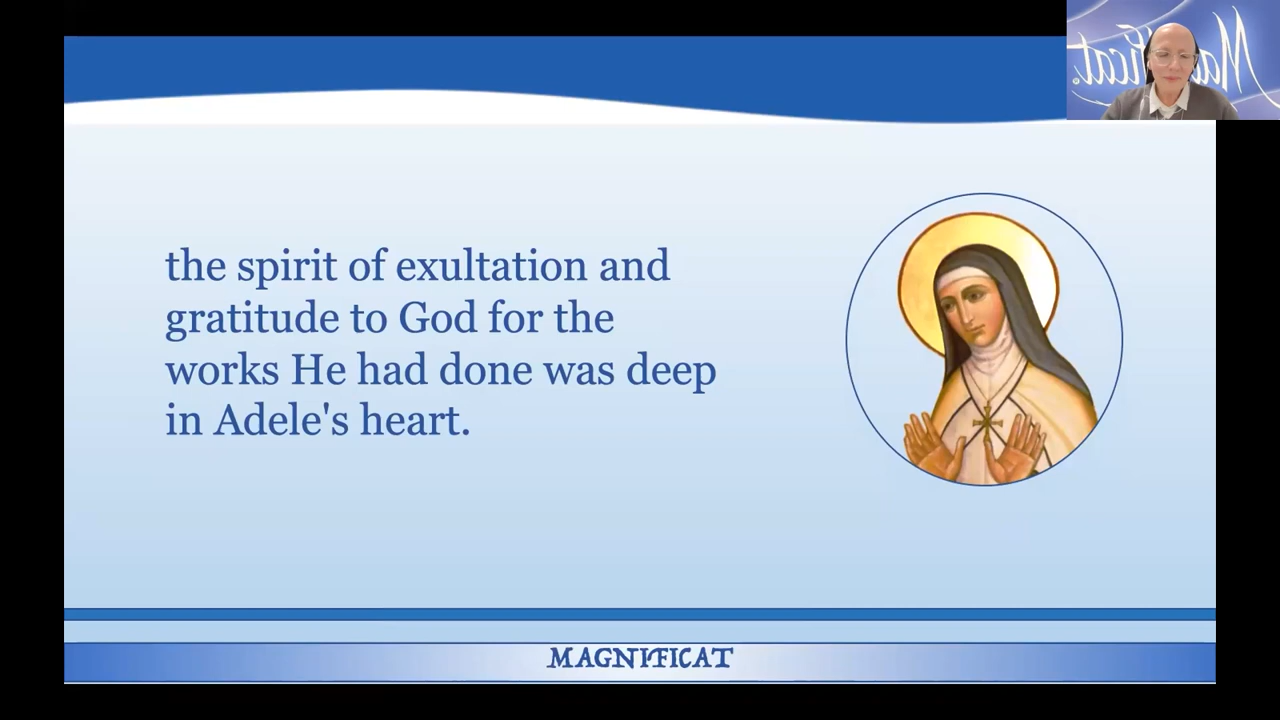 Magnificat
the spirit of exultation and
gratitude to God for the
works He had done was deep
in Adele's heart.
MAGNIFICAT